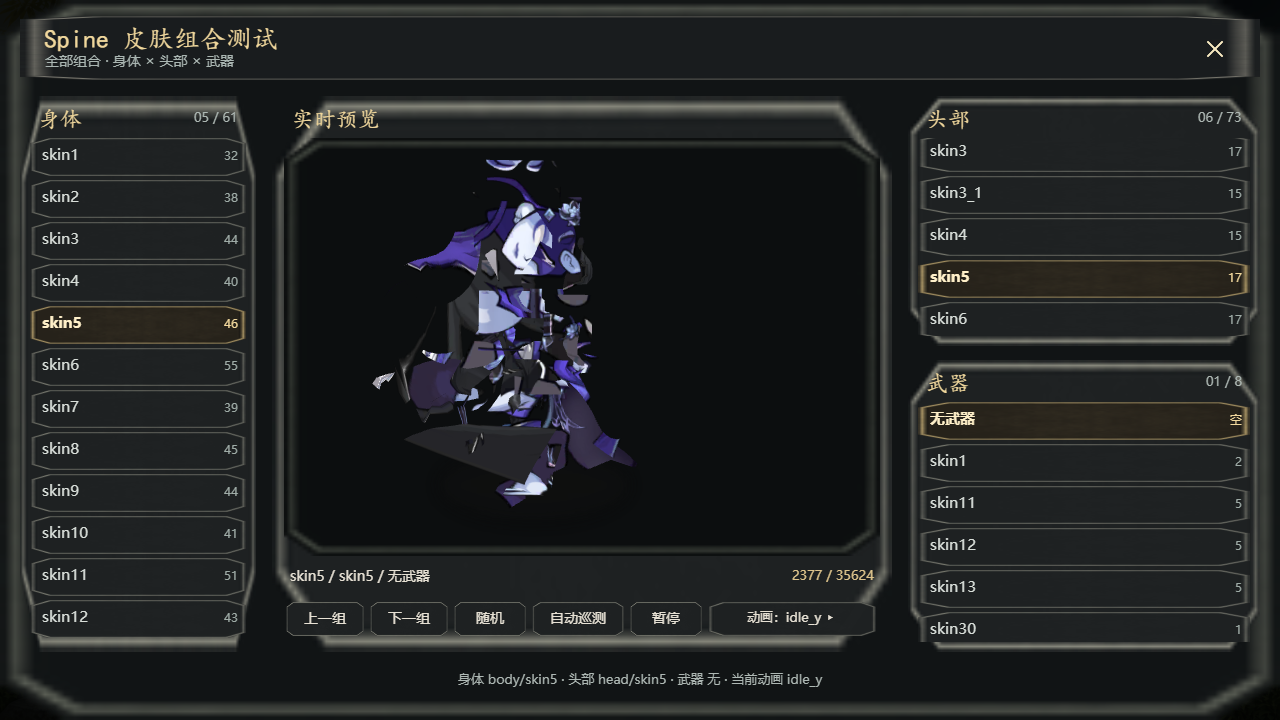 Spine 皮肤组合测试
全部组合 · 身体 × 头部 × 武器
身体 05 / 61
skin1 32
skin2 38
skin3 44
skin4 40
skin5 46
skin6 55
skin7 39
skin8 45
skin9 44
skin10 41
skin11 51
skin12 43
实时预览
skin5 / skin5 / 无武器 2377 / 35624
上一组 下一组 随机 自动巡测 暂停 动画: idle_y ▸
头部 06 / 73
skin3 17
skin3_1 15
skin4 15
skin5 17
skin6 17
武器 01 / 8
无武器 空
skin1 2
skin11 5
skin12 5
skin13 5
skin30 1
身体 body/skin5 · 头部 head/skin5 · 武器 无 · 当前动画 idle_y